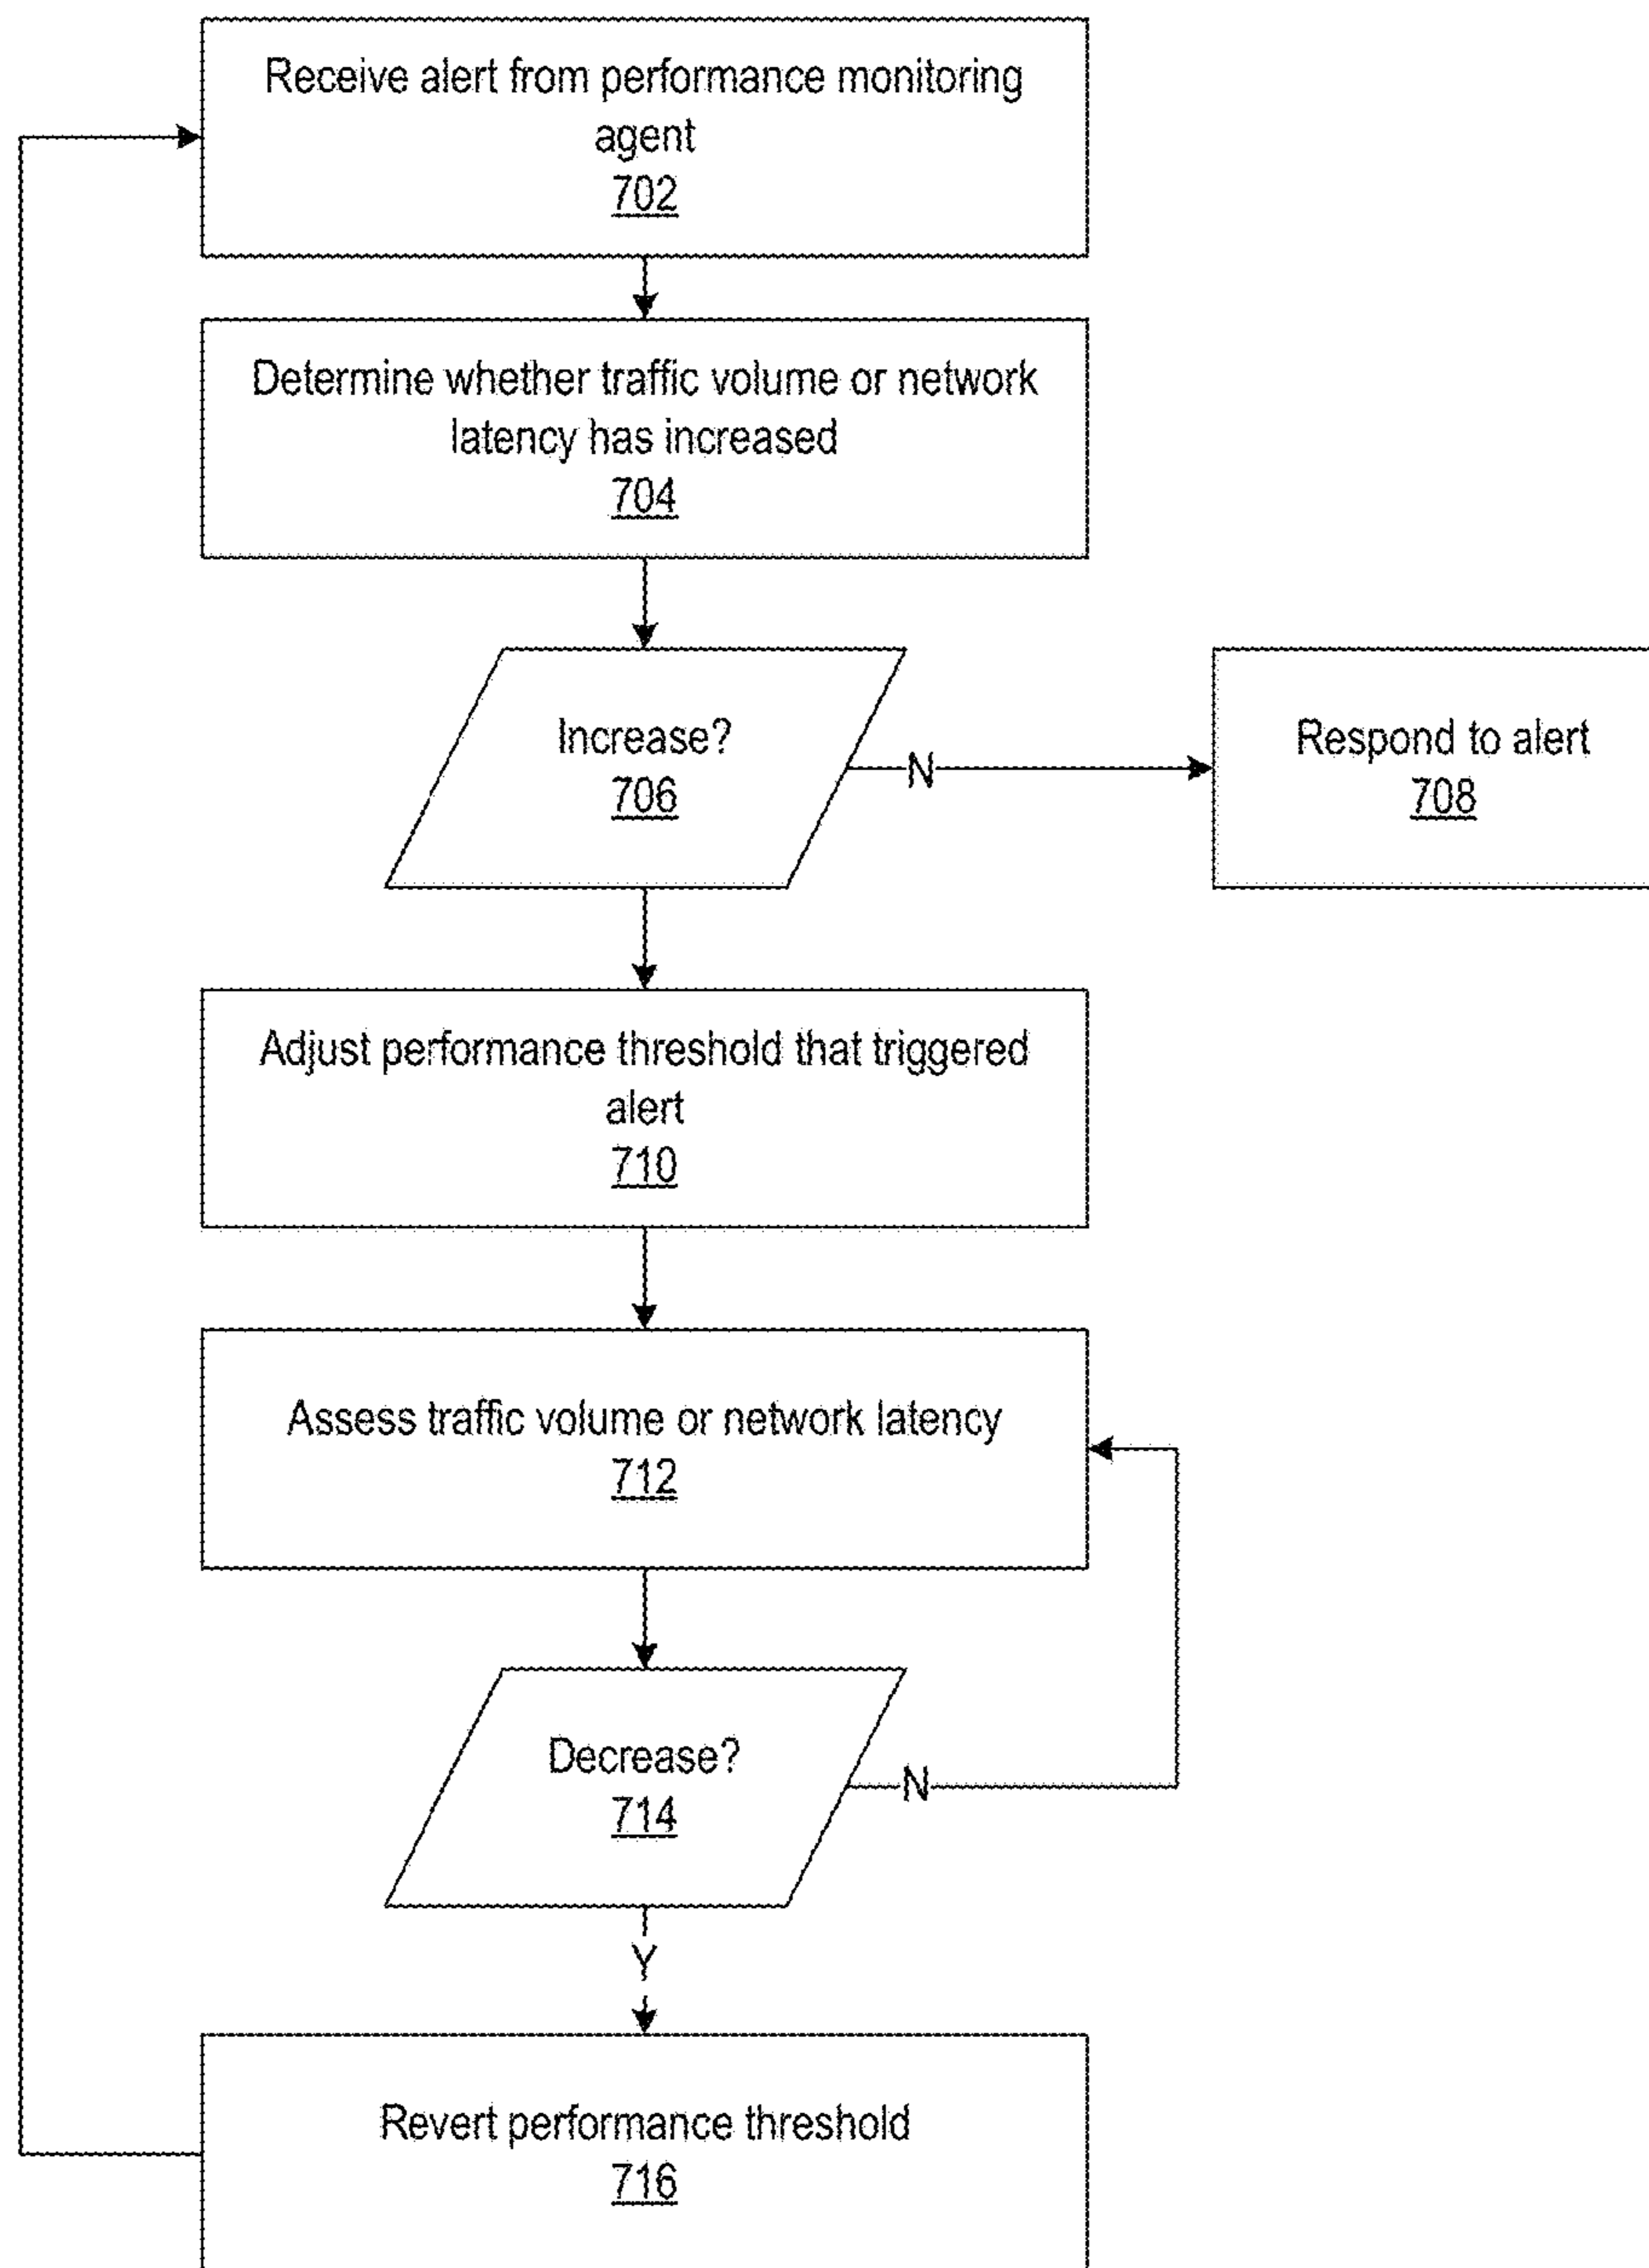 Receive alert from performance monitoring
agent
702
Determine whether traffic volume or network
latency has increased
704
Increase?
706
N
Respond to alert
708
Adjust performance threshold that triggered
alert
710
Assess traffic volume or network latency
712
Decrease?
714
N
Y
Revert performance threshold
716